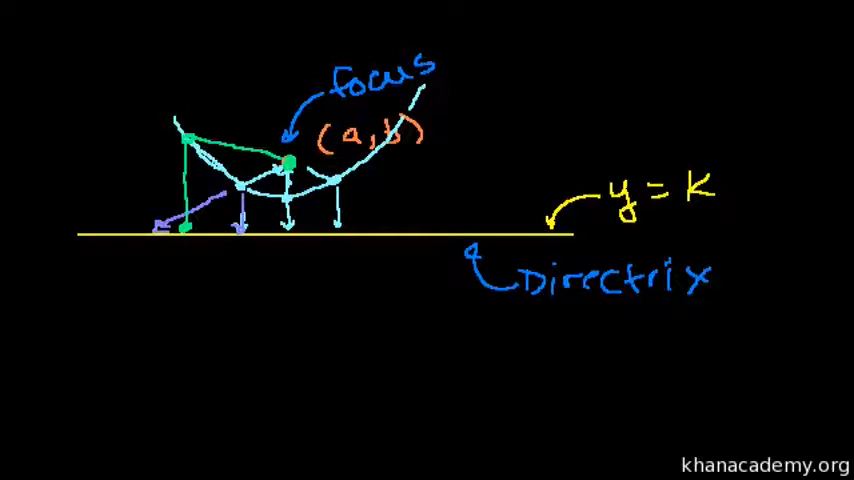 focus
(a,b)
y = k
Directrix
khanacademy.org